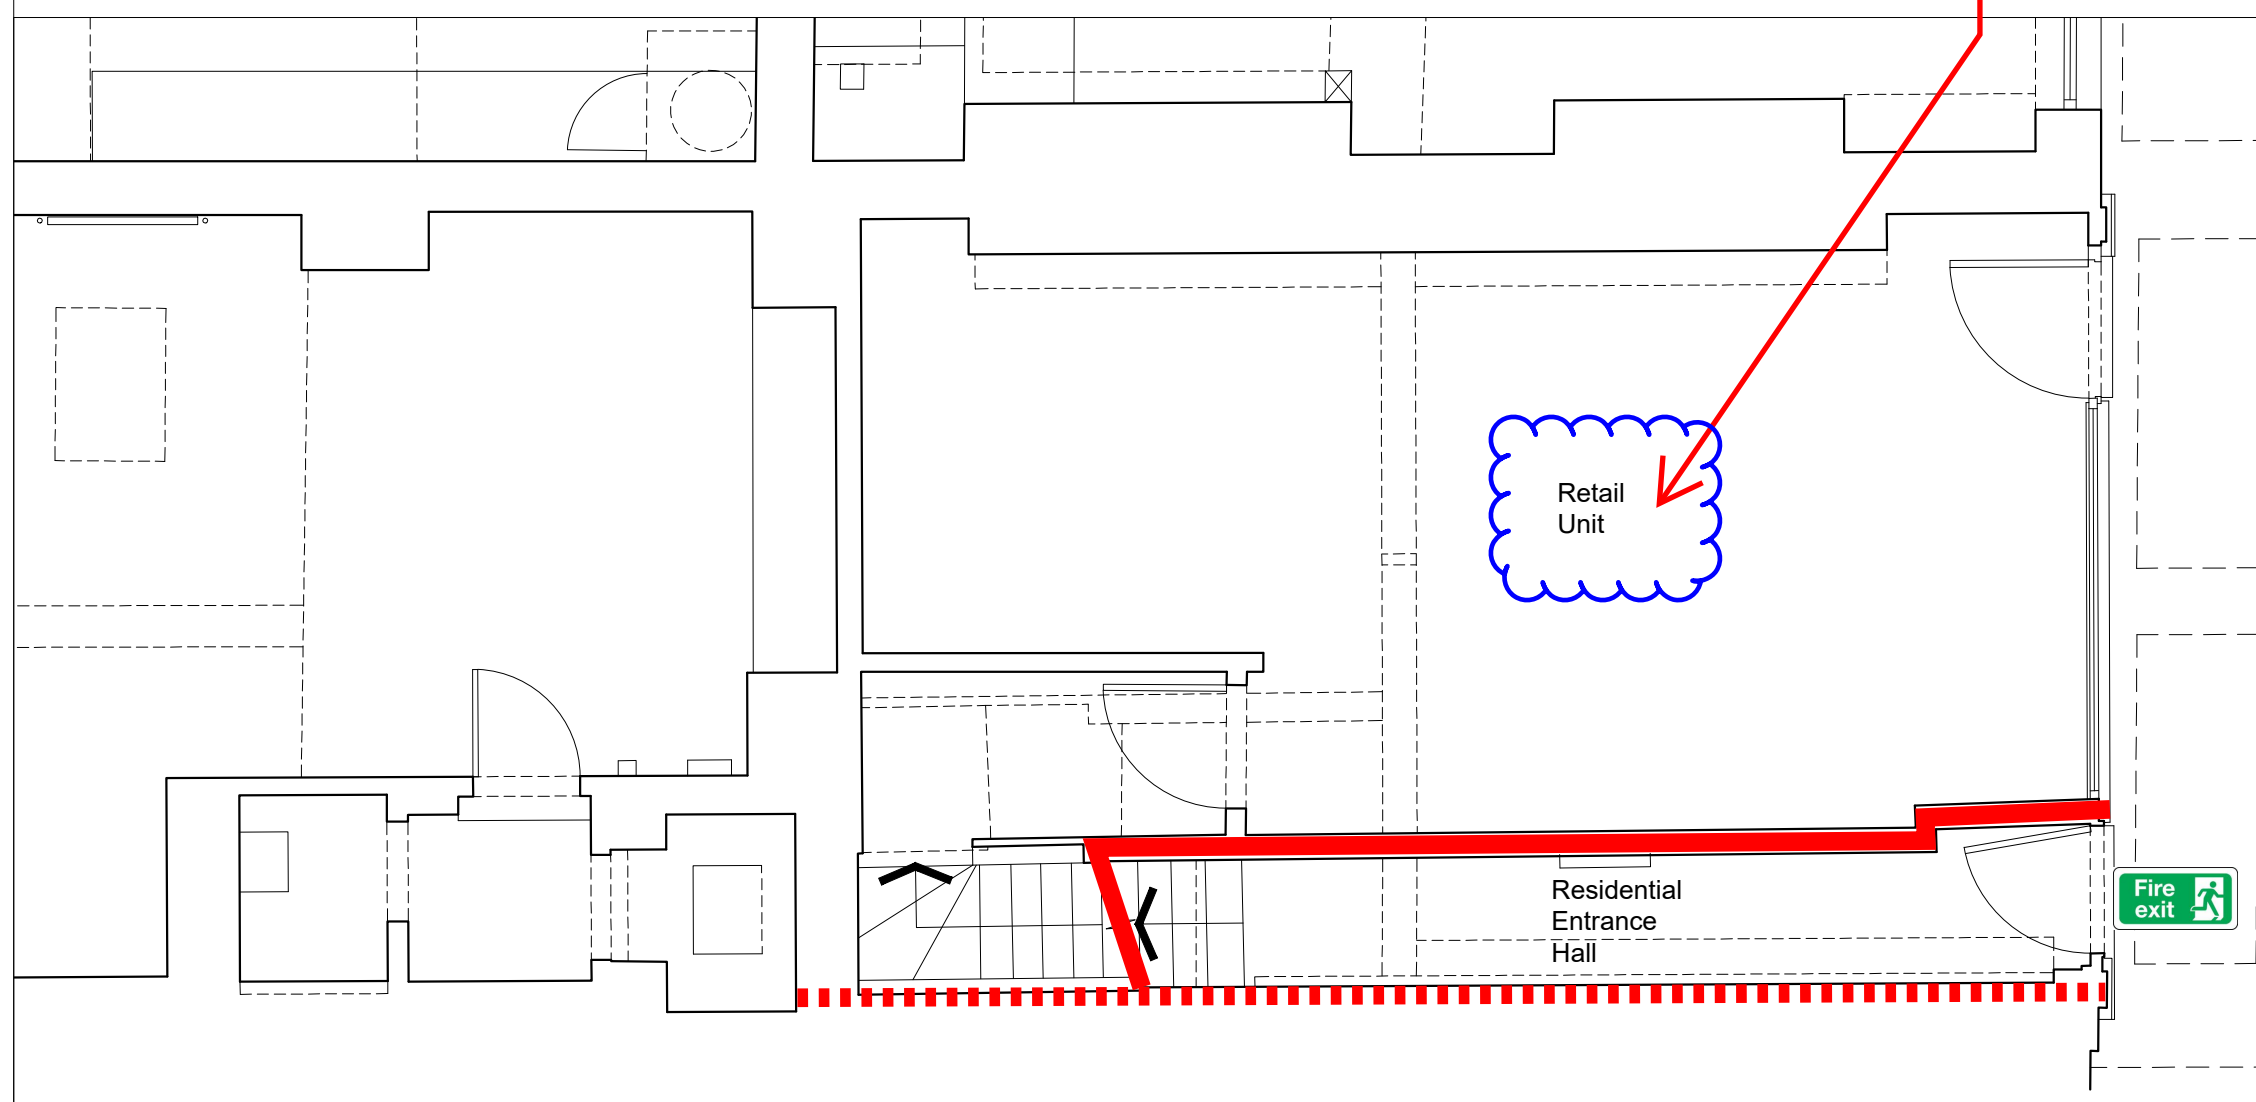 Retail
Unit
Residential
Entrance
Hall
Fire
exit